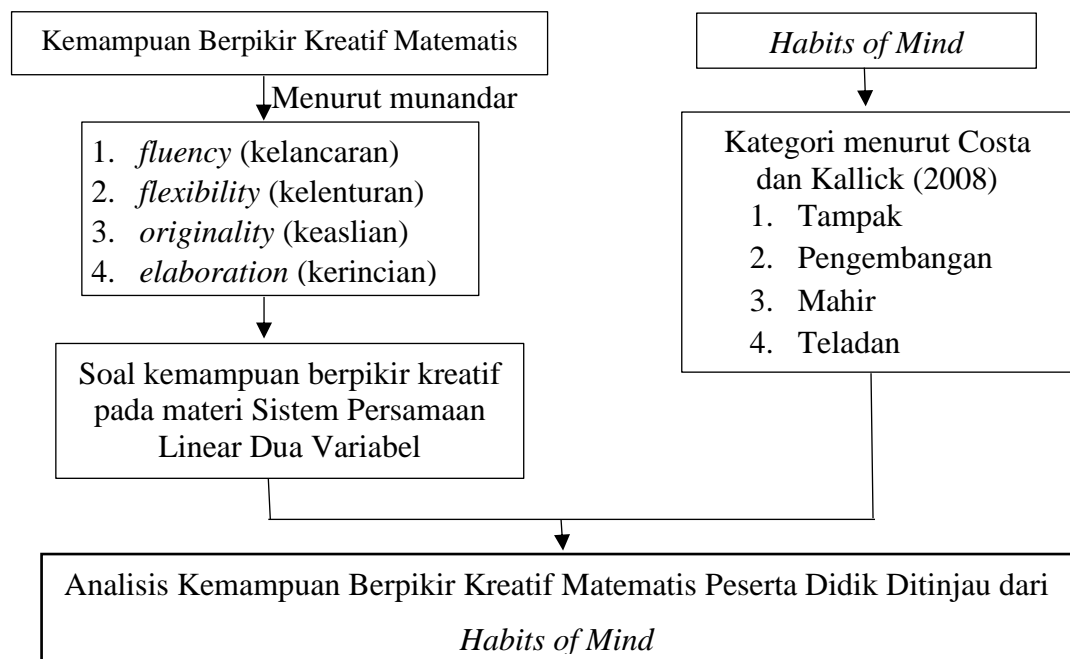 Kemampuan Berpikir Kreatif Matematis
Menurut munandar
1. fluency (kelancaran)
2. flexibility (kelenturan)
3. originality (keaslian)
4. elaboration (kerincian)
Soal kemampuan berpikir kreatif
pada materi Sistem Persamaan
Linear Dua Variabel
Habits of Mind
Kategori menurut Costa
dan Kallick (2008)
1. Tampak
2. Pengembangan
3. Mahir
4. Teladan
Analisis Kemampuan Berpikir Kreatif Matematis Peserta Didik Ditinjau dari
Habits of Mind